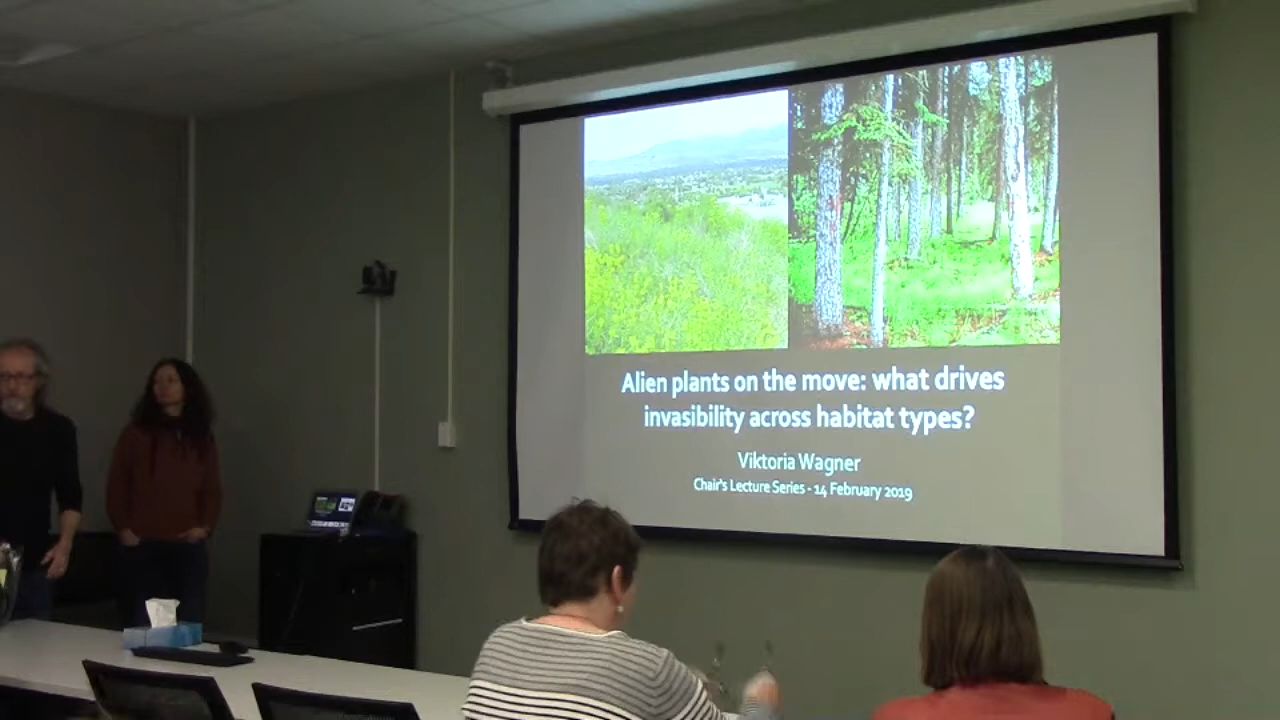 Alien plants on the move: what drives
invasibility across habitat types?
Viktoria Wagner
Chair's Lecture Series - 14 February 2019